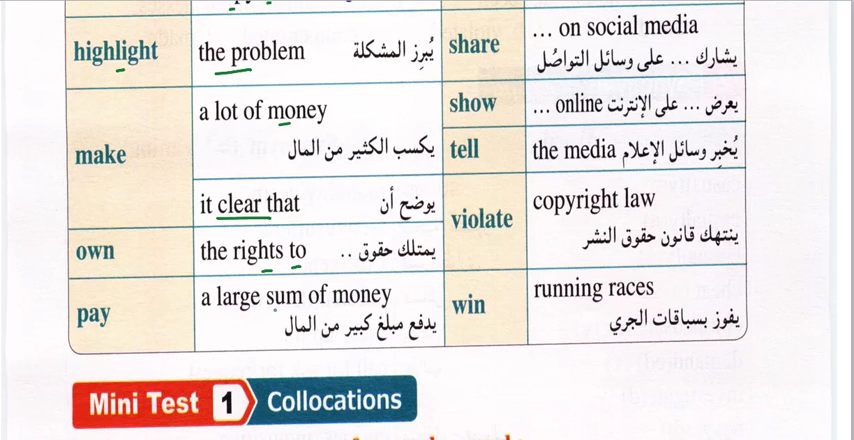 highlight
the problem يُبرِز المشكلة
make
a lot of money
يكسب الكثير من المال
it clear that يوضح أن
own
the rights to يمتلك حقوق ..
pay
a large sum of money
يدفع مبلغ كبير من المال
share
... on social media
يشارك ... على وسائل التواصُل
show
... online يعرض ... على الإنترنت
tell
the media يُخبِر وسائل الإعلام
violate
copyright law
ينتهك قانون حقوق النشر
win
running races
يفوز بسباقات الجري
Mini Test 1 Collocations